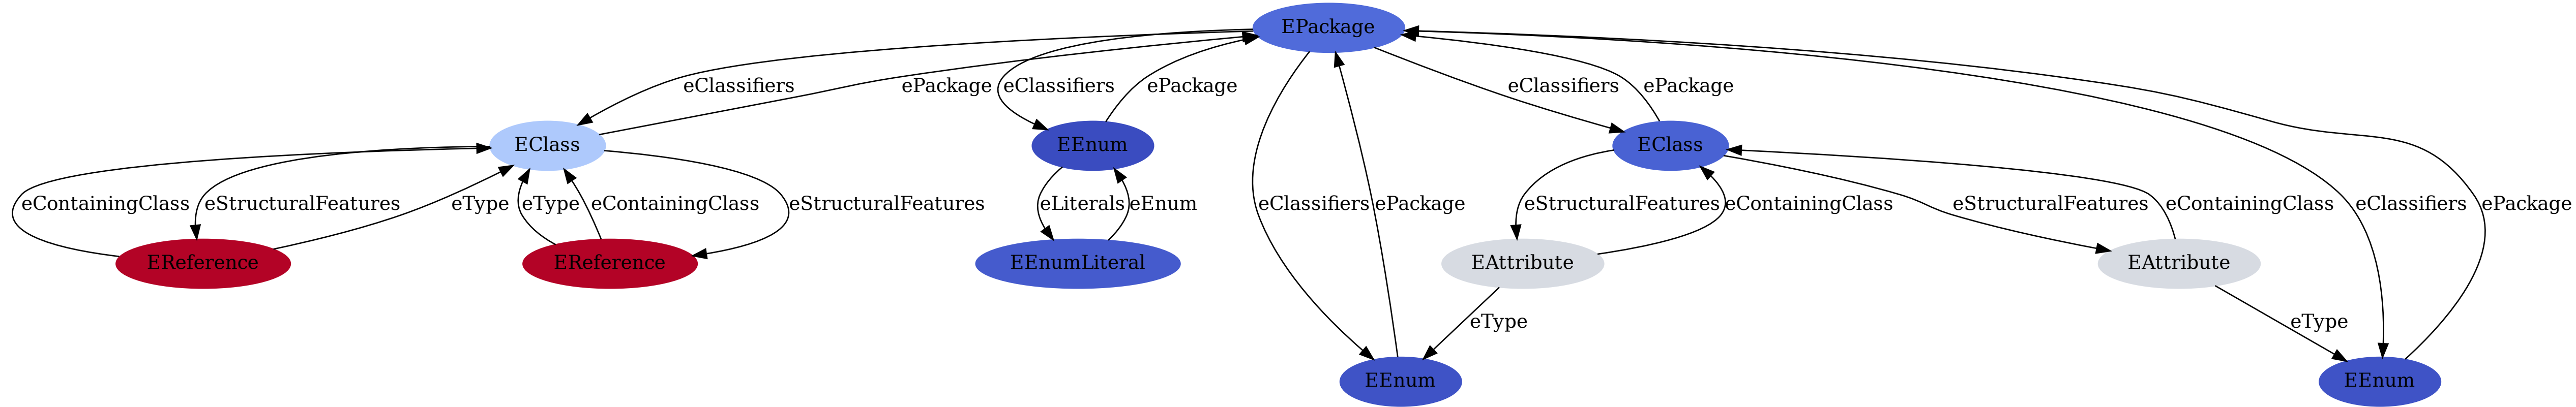 EPackage
eClassifiers
ePackage
eClassifiers
ePackage
eClassifiers
ePackage
EClass
EEnum
EClass
eContainingClass
eStructuralFeatures
eType
eType
eContainingClass
eStructuralFeatures
eLiterals
eEnum
eClassifiers
ePackage
eStructuralFeatures
eContainingClass
eStructuralFeatures
eContainingClass
eClassifiers
ePackage
EReference
EReference
EEnumLiteral
EAttribute
EAttribute
eType
eType
EEnum
EEnum